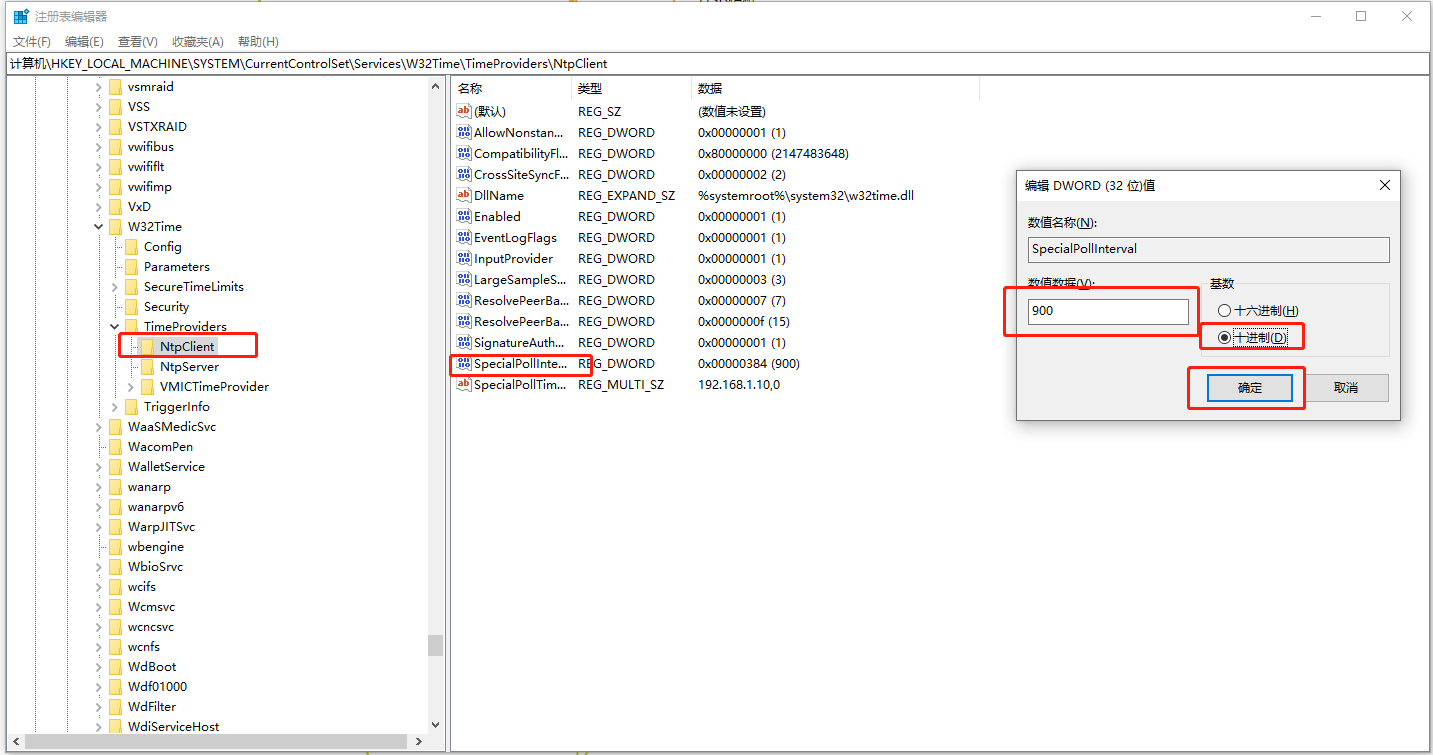 注册表编辑器
文件(F) 编辑(E) 查看(V) 收藏夹(A) 帮助(H)
计算机\HKEY_LOCAL_MACHINE\SYSTEM\CurrentControlSet\Services\W32Time\TimeProviders\NtpClient
vsmraid
VSS
VSTXRAID
vwifibus
vwififlt
vwifimp
VxD
W32Time
Config
Parameters
SecureTimeLimits
Security
TimeProviders
NtpClient
NtpServer
VMICTimeProvider
TriggerInfo
WaaSMedicSvc
WacomPen
WalletService
wanarp
wanarpv6
WarpJITSvc
wbengine
WbioSrvc
wcifs
Wcmsvc
wcncsvc
wcnfs
WdBoot
Wdf01000
WdFilter
WdiServiceHost
名称 类型 数据
(默认) REG_SZ (数值未设置)
AllowNonstan... REG_DWORD 0x00000001 (1)
CompatibilityFl... REG_DWORD 0x80000000 (2147483648)
CrossSiteSyncF... REG_DWORD 0x00000002 (2)
DllName REG_EXPAND_SZ %systemroot%\system32\w32time.dll
Enabled REG_DWORD 0x00000001 (1)
EventLogFlags REG_DWORD 0x00000001 (1)
InputProvider REG_DWORD 0x00000001 (1)
LargeSampleS... REG_DWORD 0x00000003 (3)
ResolvePeerBa... REG_DWORD 0x00000007 (7)
ResolvePeerBa... REG_DWORD 0x0000000f (15)
SignatureAuth... REG_DWORD 0x00000001 (1)
SpecialPollInte... REG_DWORD 0x00000384 (900)
SpecialPollTim... REG_MULTI_SZ 192.168.1.10,0
编辑 DWORD (32 位)值
数值名称(N):
SpecialPollInterval
数值数据(V): 基数
900 十六进制(H)
十进制(D)
确定 取消